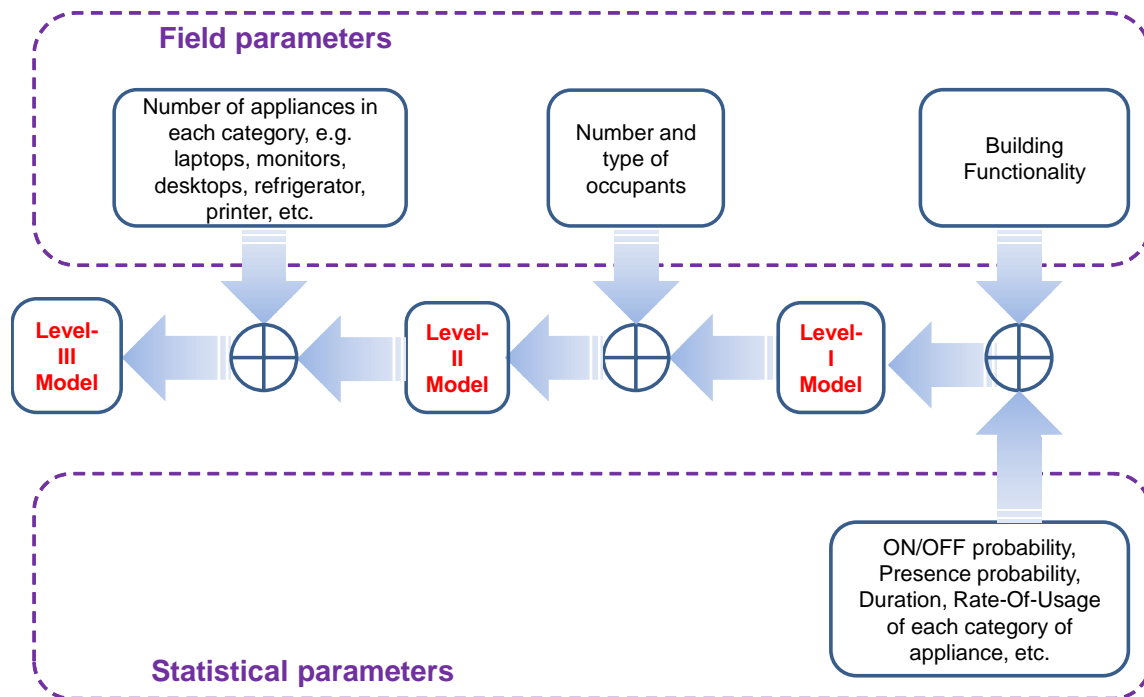 Field parameters
Number of appliances in
each category, e.g.
laptops, monitors,
desktops, refrigerator,
printer, etc.
Number and
type of
occupants
Building
Functionality
Level-
III
Model
Level-
II
Model
Level-
I
Model
ON/OFF probability,
Presence probability,
Duration, Rate-Of-Usage
of each category of
appliance, etc.
Statistical parameters